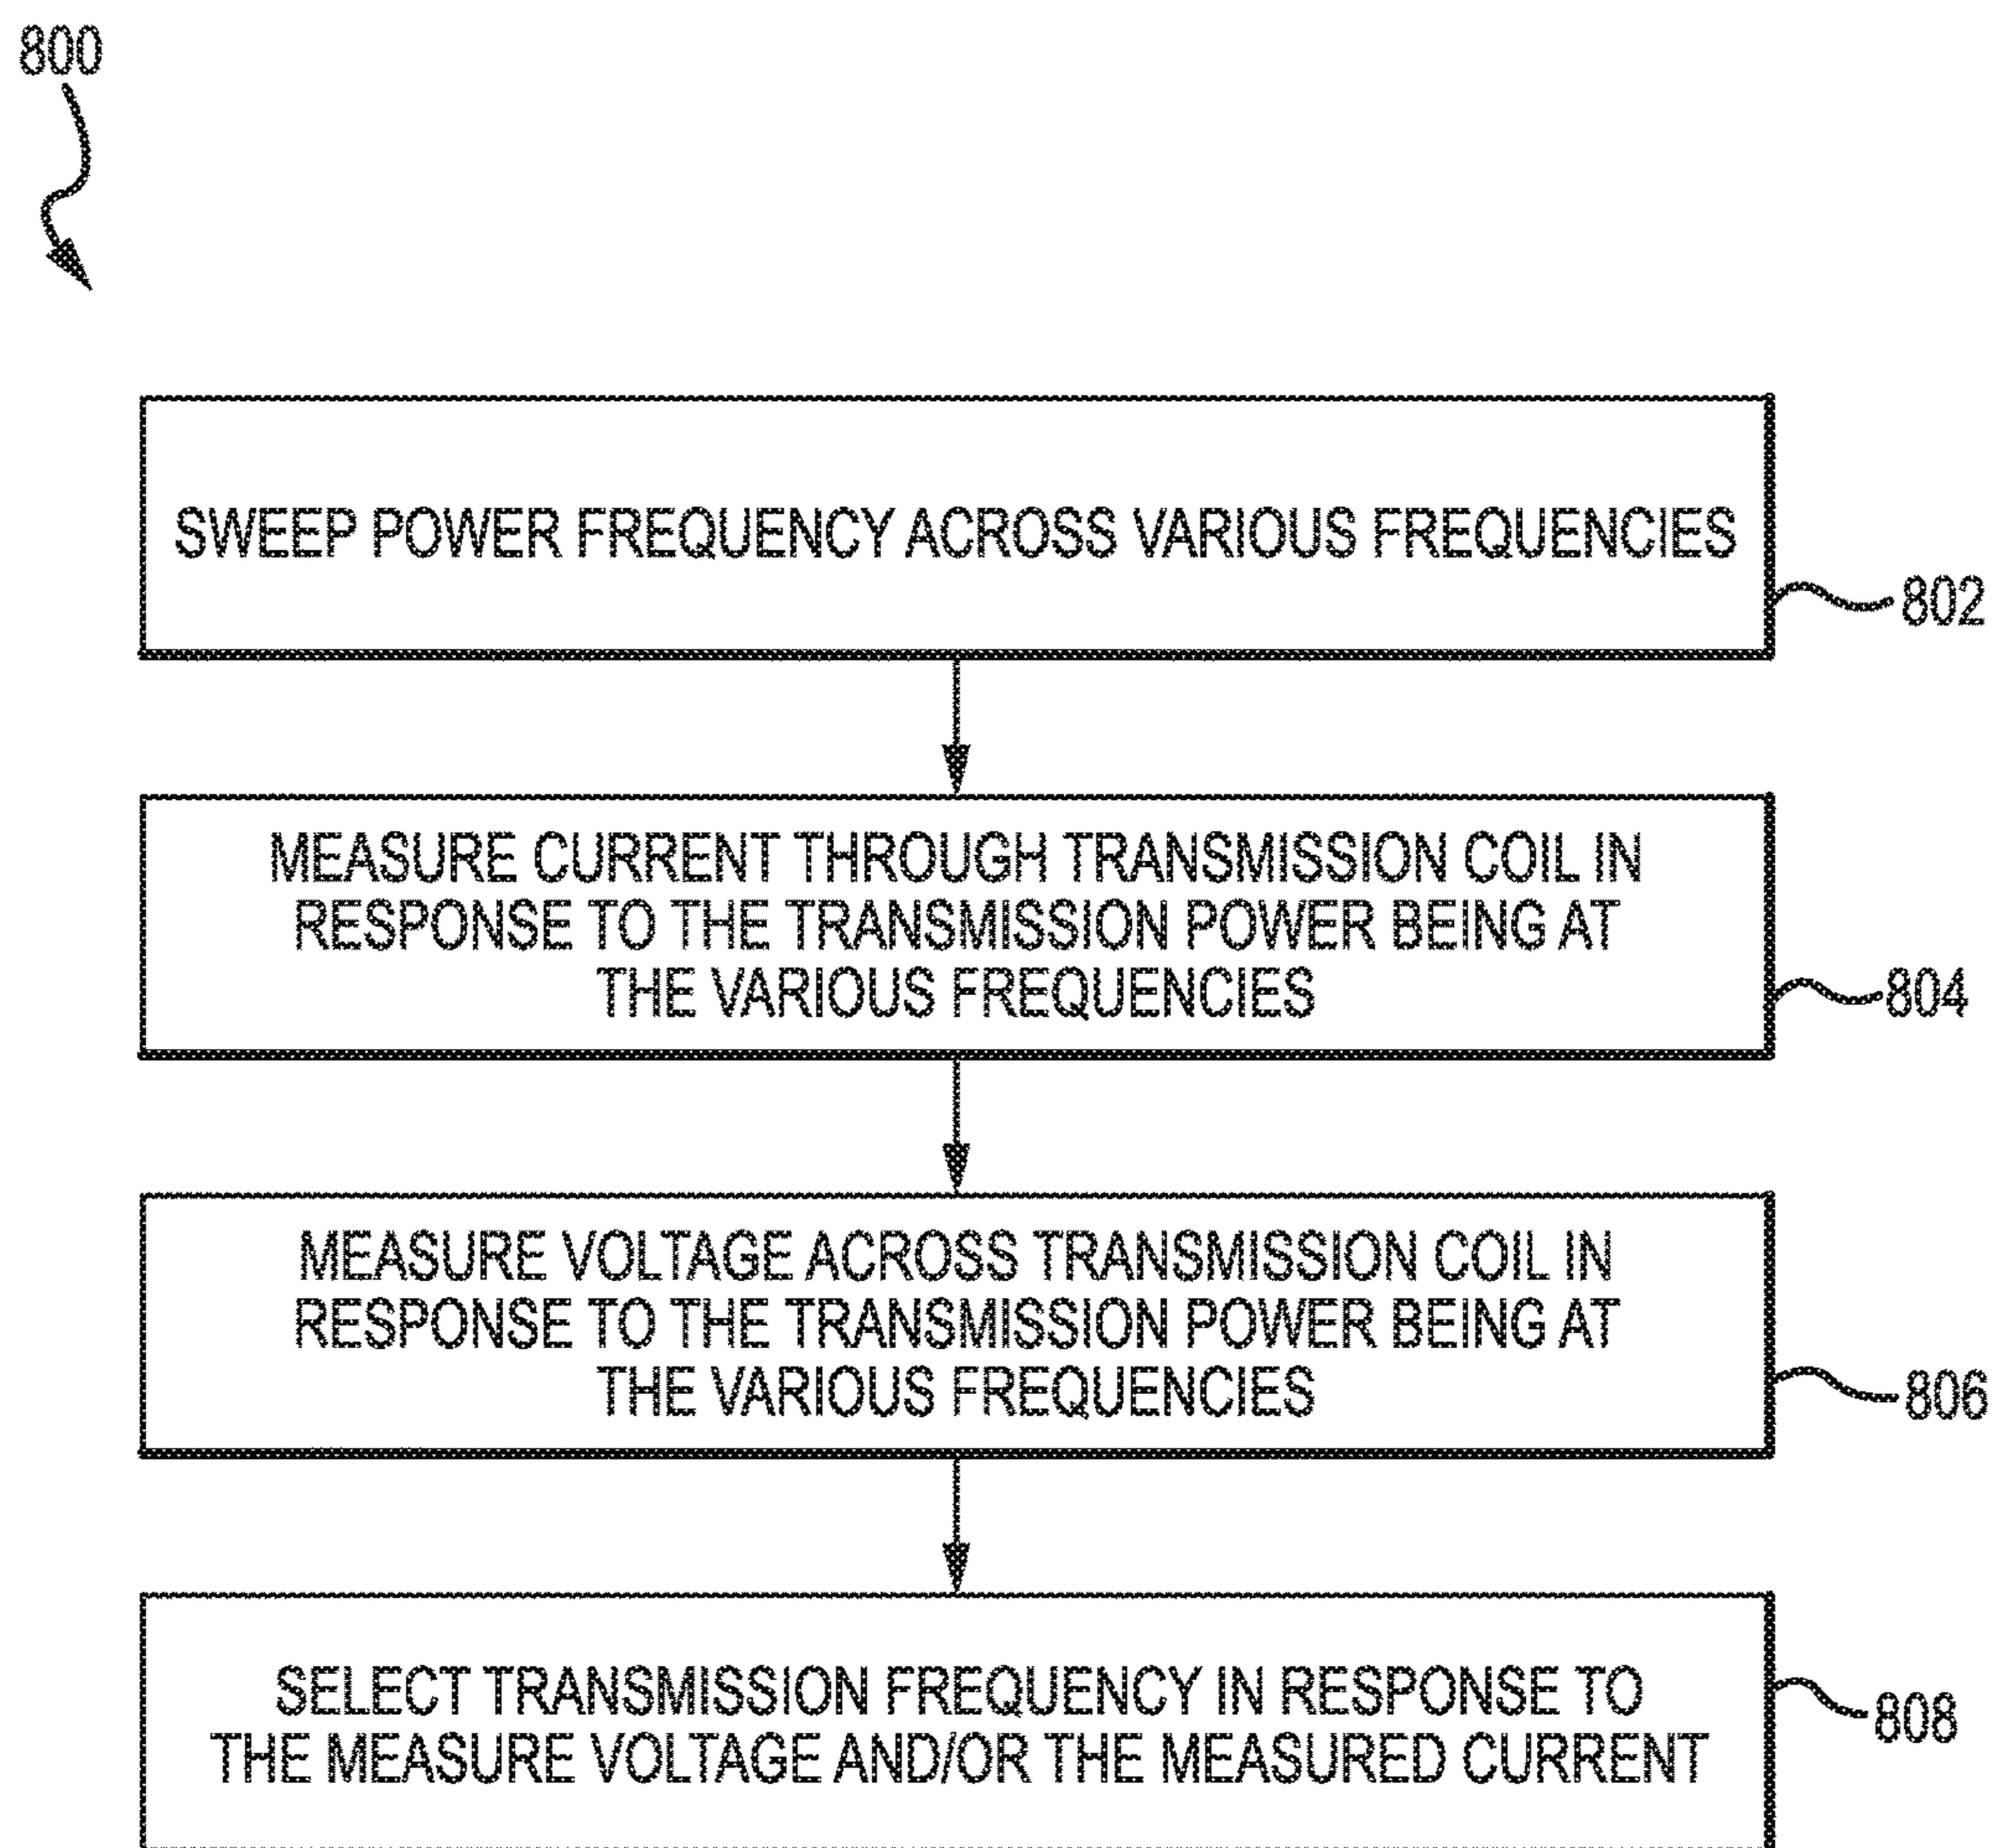 800
SWEEP POWER FREQUENCY ACROSS VARIOUS FREQUENCIES
802
MEASURE CURRENT THROUGH TRANSMISSION COIL IN
RESPONSE TO THE TRANSMISSION POWER BEING AT
THE VARIOUS FREQUENCIES
804
MEASURE VOLTAGE ACROSS TRANSMISSION COIL IN
RESPONSE TO THE TRANSMISSION POWER BEING AT
THE VARIOUS FREQUENCIES
806
SELECT TRANSMISSION FREQUENCY IN RESPONSE TO
THE MEASURE VOLTAGE AND/OR THE MEASURED CURRENT
808